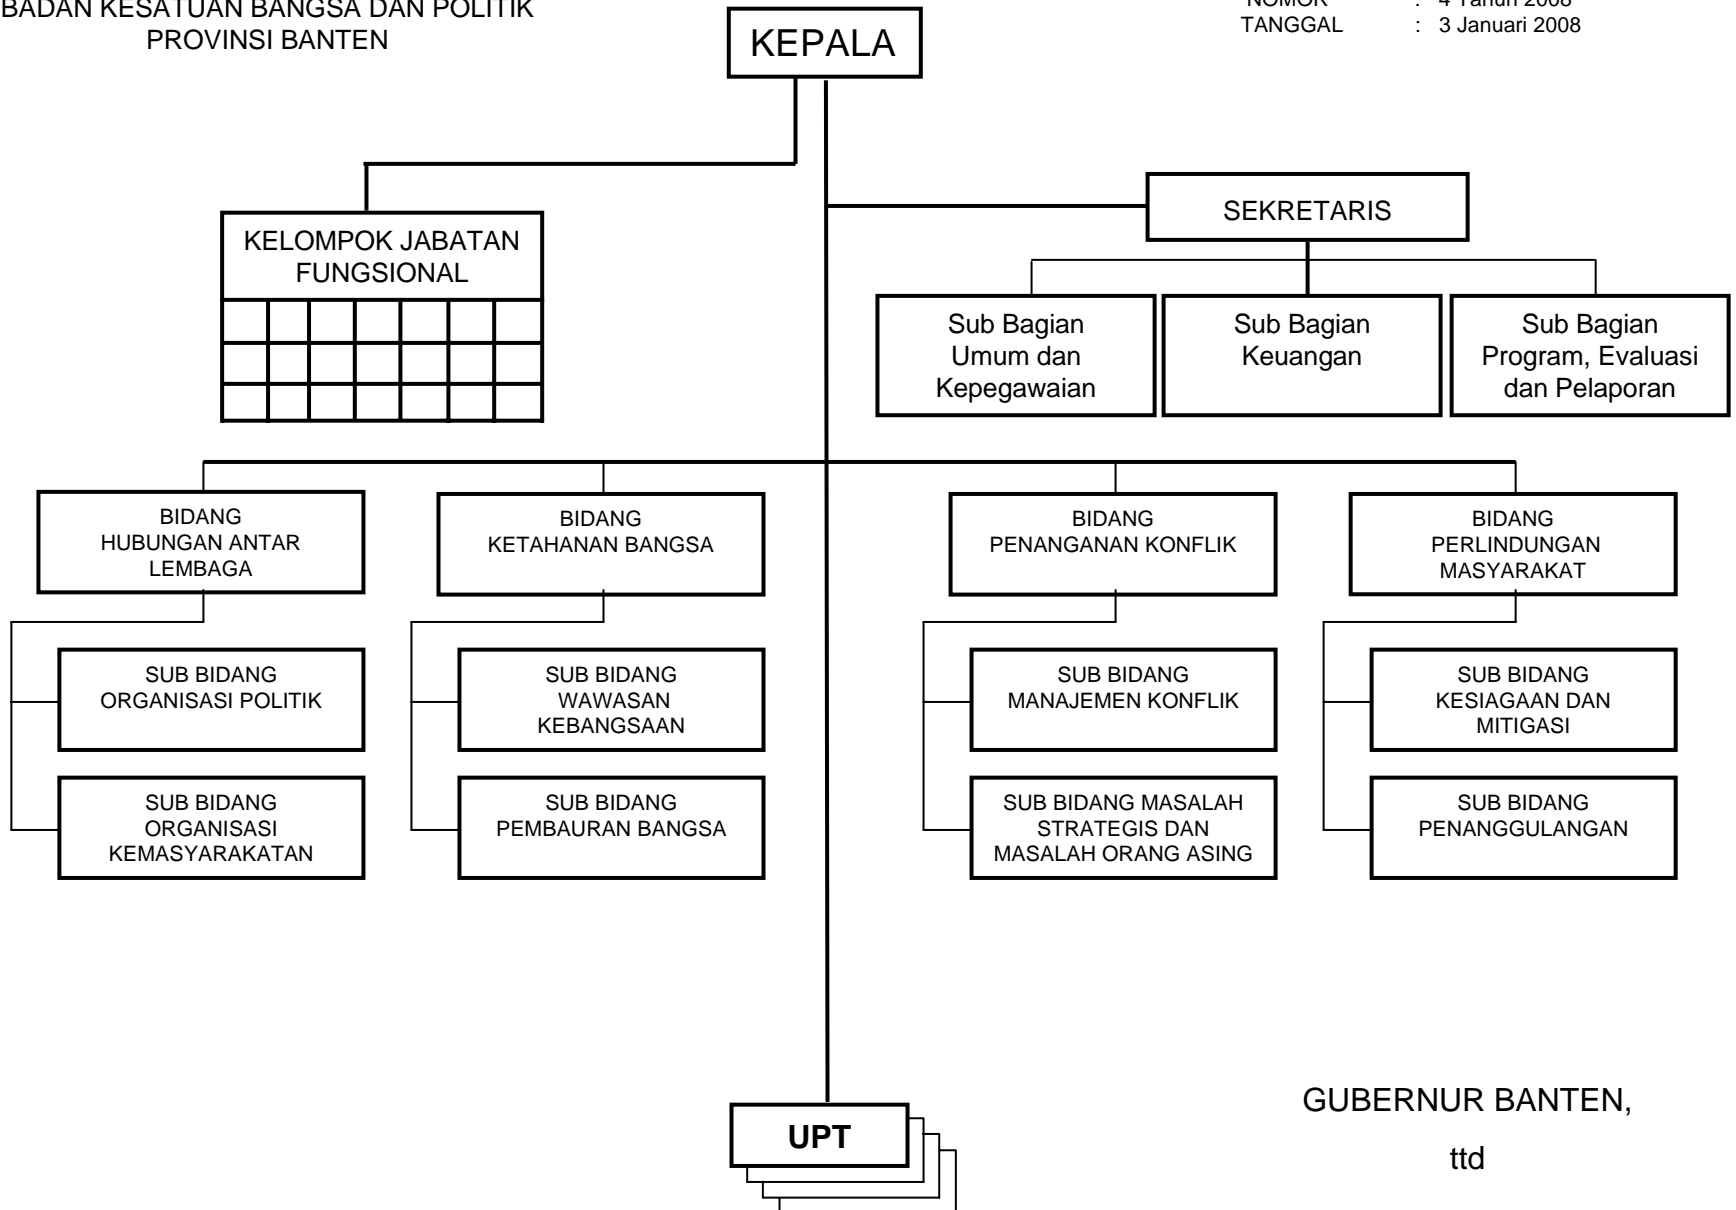 BADAN KESATUAN BANGSA DAN POLITIK
PROVINSI BANTEN
NOMOR : 4 Tahun 2008
TANGGAL : 3 Januari 2008
KEPALA
SEKRETARIS
KELOMPOK JABATAN
FUNGSIONAL
Sub Bagian
Umum dan
Kepegawaian
Sub Bagian
Keuangan
Sub Bagian
Program, Evaluasi
dan Pelaporan
BIDANG
HUBUNGAN ANTAR
LEMBAGA
BIDANG
KETAHANAN BANGSA
BIDANG
PENANGANAN KONFLIK
BIDANG
PERLINDUNGAN
MASYARAKAT
SUB BIDANG
ORGANISASI POLITIK
SUB BIDANG
WAWASAN
KEBANGSAAN
SUB BIDANG
MANAJEMEN KONFLIK
SUB BIDANG
KESIAGAAN DAN
MITIGASI
SUB BIDANG
ORGANISASI
KEMASYARAKATAN
SUB BIDANG
PEMBAURAN BANGSA
SUB BIDANG MASALAH
STRATEGIS DAN
MASALAH ORANG ASING
SUB BIDANG
PENANGGULANGAN
UPT
GUBERNUR BANTEN,
ttd